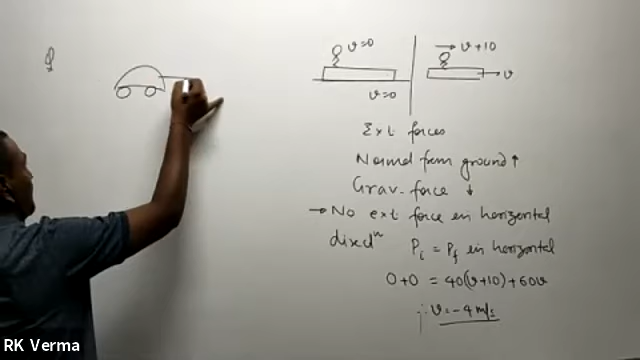 Q
v=0
v=0
→ v+10
→ v
Ext forces
Normal from ground ↑
Grav. force ↓
→ No ext force in horizontal
direcⁿ Pi = Pf in horizontal
0+0 = 40(v+10)+60v
∴ v = -4 m/s
RK Verma